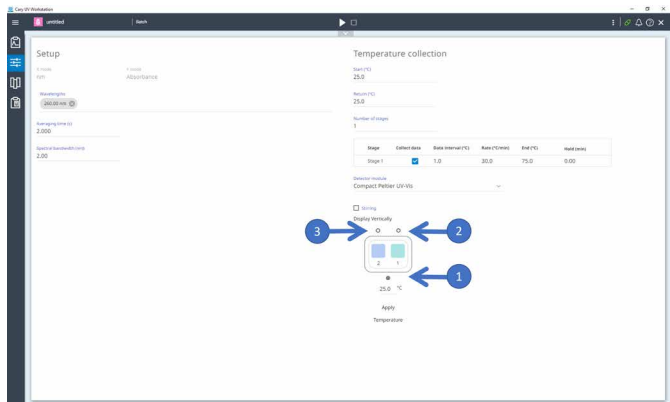 Cary UV Workstation
untitled
Batch
Setup
Temperature collection
X mode
Y mode
Absorbance
Wavelengths
260.00 nm
Averaging time (s)
2.000
Spectral bandwidth (nm)
2.00
Start (°C)
25.0
Return (°C)
25.0
Number of stages
1
Stage Collect data Data interval (°C) Rate (°C/min) End (°C) Hold (min)
Stage 1 1.0 30.0 75.0 0.00
Detector module
Compact Peltier UV-Vis
Stirring
Display Vertically
3
2
2 1
1
25.0 °C
Apply
Temperature